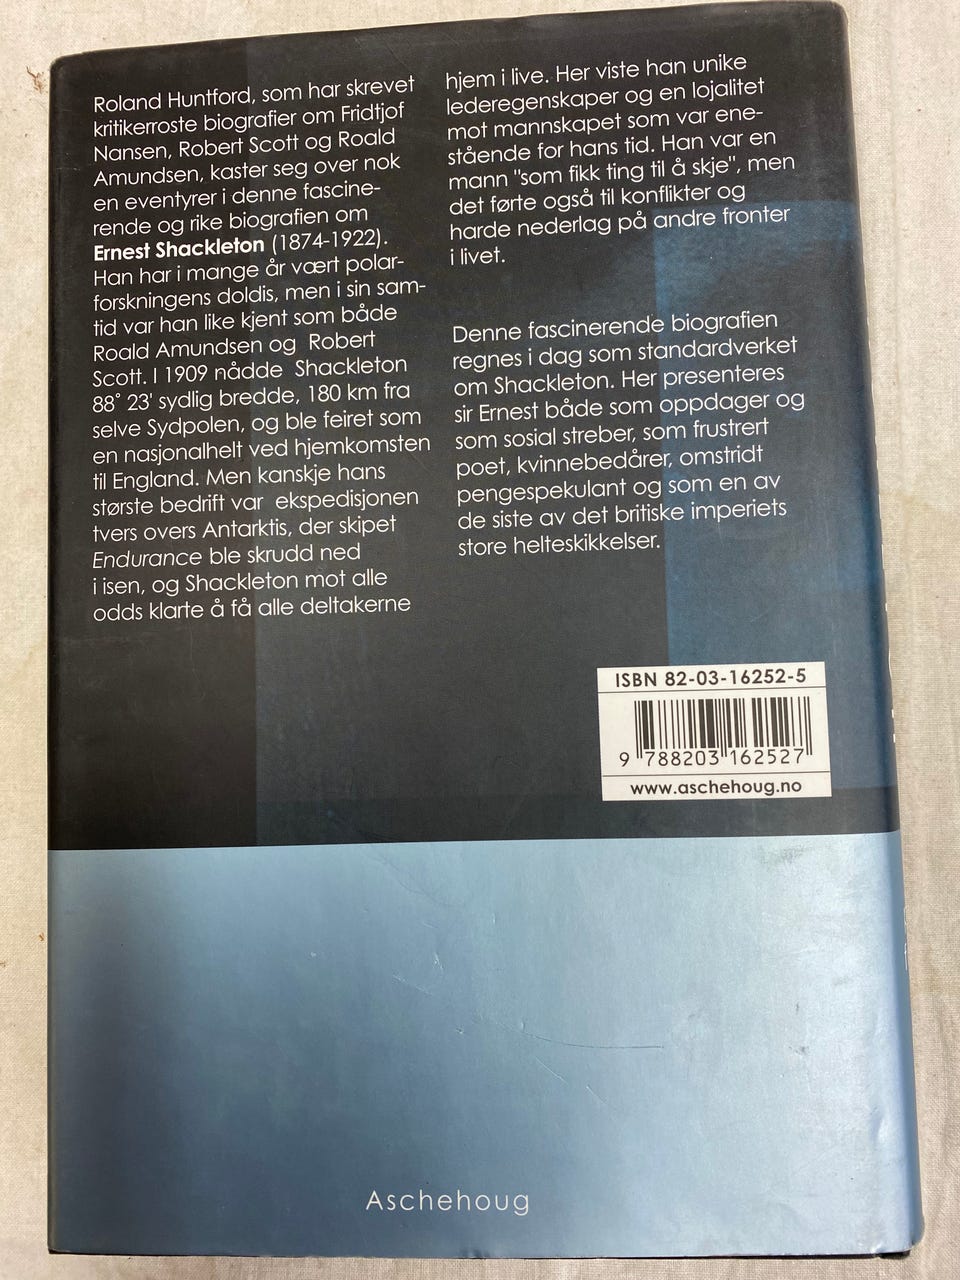 Roland Huntford, som har skrevet
kritikerroste biografier om Fridtjof
Nansen, Robert Scott og Roald
Amundsen, kaster seg over nok
en eventyrer i denne fascine-
rende og rike biografien om
Ernest Shackleton (1874-1922).
Han har i mange år vært polar-
forskningens doldis, men i sin sam-
tid var han like kjent som både
Roald Amundsen og Robert
Scott. I 1909 nådde Shackleton
88° 23' sydlig bredde, 180 km fra
selve Sydpolen, og ble feiret som
en nasjonalhelt ved hjemkomsten
til England. Men kanskje hans
største bedrift var ekspedisjonen
tvers overs Antarktis, der skipet
Endurance ble skrudd ned
i isen, og Shackleton mot alle
odds klarte å få alle deltakerne
hjem i live. Her viste han unike
lederegenskaper og en lojalitet
mot mannskapet som var ene-
stående for hans tid. Han var en
mann "som fikk ting til å skje", men
det førte også til konflikter og
harde nederlag på andre fronter
i livet.
Denne fascinerende biografien
regnes i dag som standardverket
om Shackleton. Her presenteres
sir Ernest både som oppdager og
som sosial streber, som frustrert
poet, kvinnebedårer, omstridt
pengespekulant og som en av
de siste av det britiske imperiets
store helteskikkelser.
ISBN 82-03-16252-5
9 788203 162527
www.aschehoug.no
Aschehoug